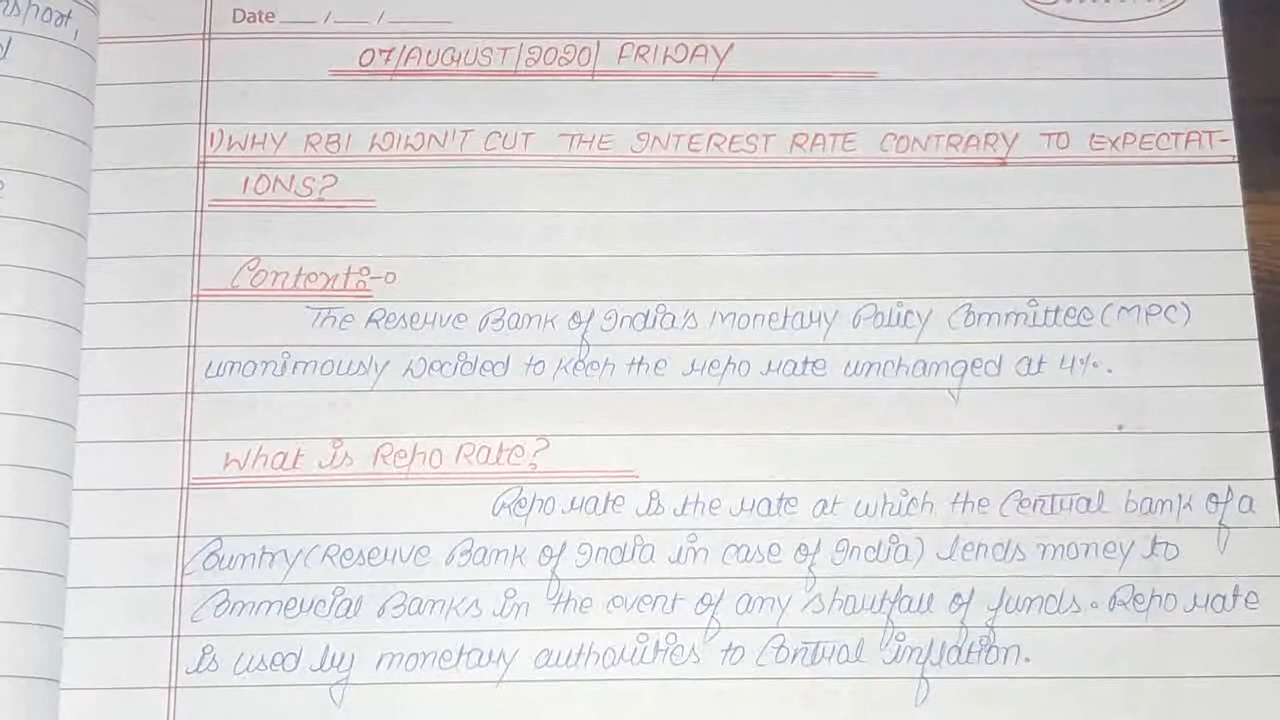 sport,
Date ___ / ___ / _____
07/AUGUST/2020/ FRIDAY
1) WHY RBI DIDN'T CUT THE INTEREST RATE CONTRARY TO EXPECTAT-
IONS?
Content:-
The Reserve Bank of India's Monetary Policy Committee (MPC)
unanimously decided to keep the repo rate unchanged at 4%.
What is Repo Rate?
Repo rate is the rate at which the Central bank of a
Country (Reserve Bank of India in case of India) lends money to
Commercial Banks in the event of any shortfall of funds. Repo rate
is used by monetary authorities to Control inflation.